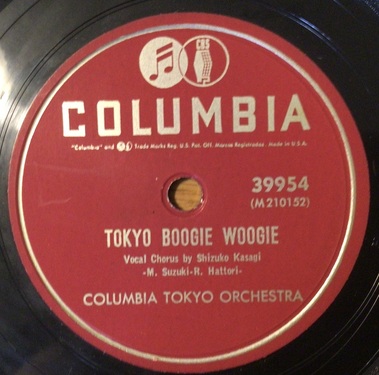 CBS
COLUMBIA
"Columbia" and Trade Marks Reg. U.S. Pat. Off. Marcas Registradas Made in U.S.A.
39954
(M210152)
TOKYO BOOGIE WOOGIE
Vocal Chorus by Shizuko Kasagi
-M. Suzuki-R. Hattori-
COLUMBIA TOKYO ORCHESTRA